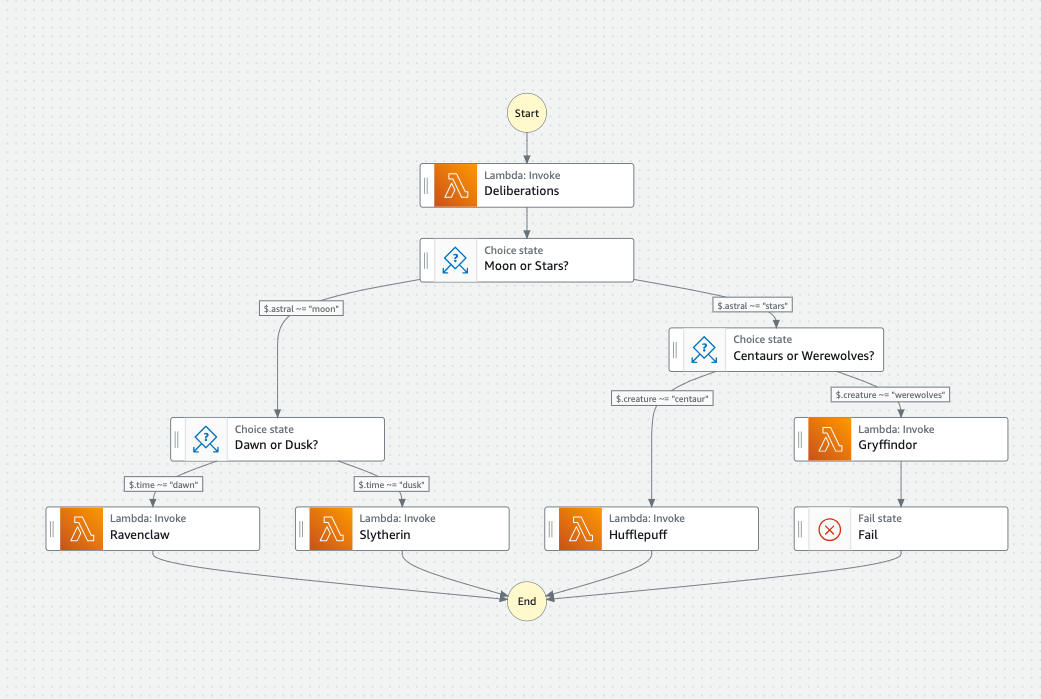 Start
Lambda: Invoke
Deliberations
Choice state
Moon or Stars?
$.astral ~= "moon"
$.astral ~= "stars"
Choice state
Centaurs or Werewolves?
$.creature ~= "centaur"
$.creature ~= "werewolves"
Choice state
Dawn or Dusk?
Lambda: Invoke
Gryffindor
$.time ~= "dawn"
$.time ~= "dusk"
Lambda: Invoke
Ravenclaw
Lambda: Invoke
Slytherin
Lambda: Invoke
Hufflepuff
Fail state
Fail
End